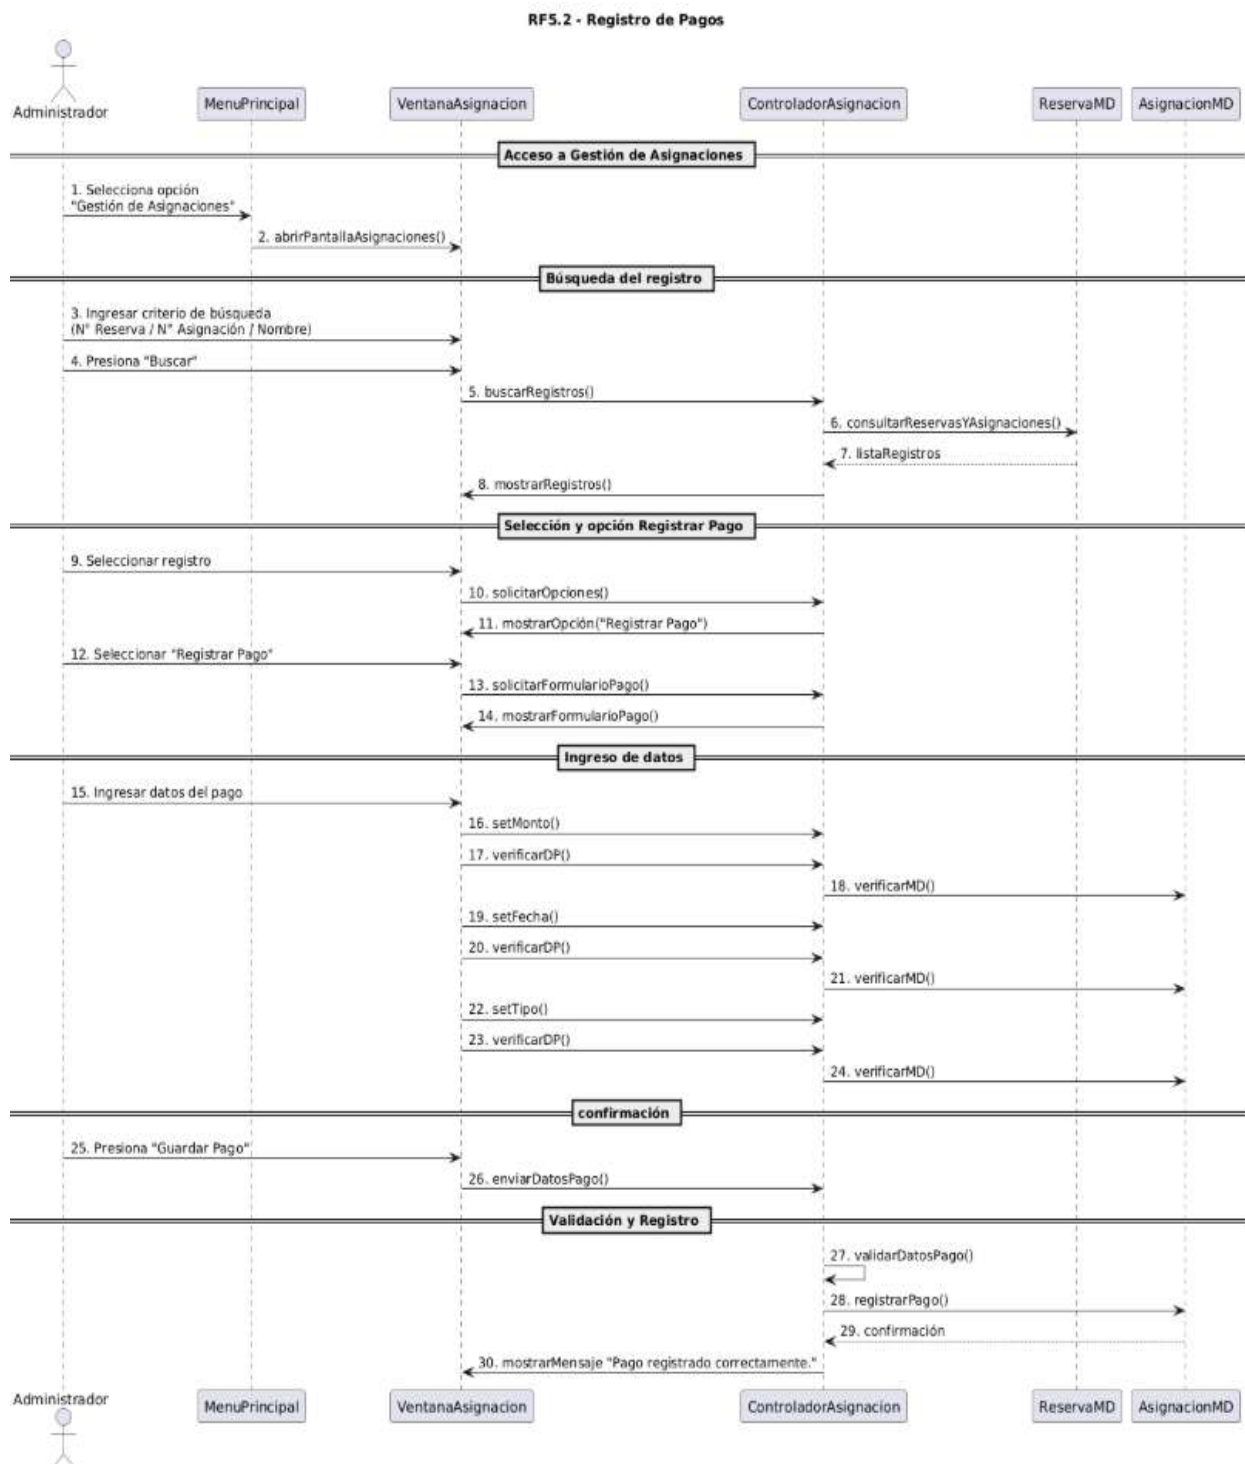 RF5.2 - Registro de Pagos
Administrador
MenuPrincipal
VentanaAsignacion
ControladorAsignacion
ReservaMD
AsignacionMD
Acceso a Gestión de Asignaciones
1. Selecciona opción
"Gestión de Asignaciones"
2. abrirPantallaAsignaciones()
Búsqueda del registro
3. Ingresar criterio de búsqueda
(N° Reserva / N° Asignación / Nombre)
4. Presiona "Buscar"
5. buscarRegistros()
6. consultarReservasYAsignaciones()
7. listaRegistros
8. mostrarRegistros()
Selección y opción Registrar Pago
9. Seleccionar registro
10. solicitarOpciones()
11. mostrarOpción("Registrar Pago")
12. Seleccionar "Registrar Pago"
13. solicitarFormularioPago()
14. mostrarFormularioPago()
Ingreso de datos
15. Ingresar datos del pago
16. setMonto()
17. verificarDP()
18. verificarMD()
19. setFecha()
20. verificarDP()
21. verificarMD()
22. setTipo()
23. verificarDP()
24. verificarMD()
confirmación
25. Presiona "Guardar Pago"
26. enviarDatosPago()
Validación y Registro
27. validarDatosPago()
28. registrarPago()
29. confirmación
30. mostrarMensaje "Pago registrado correctamente."
Administrador
MenuPrincipal
VentanaAsignacion
ControladorAsignacion
ReservaMD
AsignacionMD